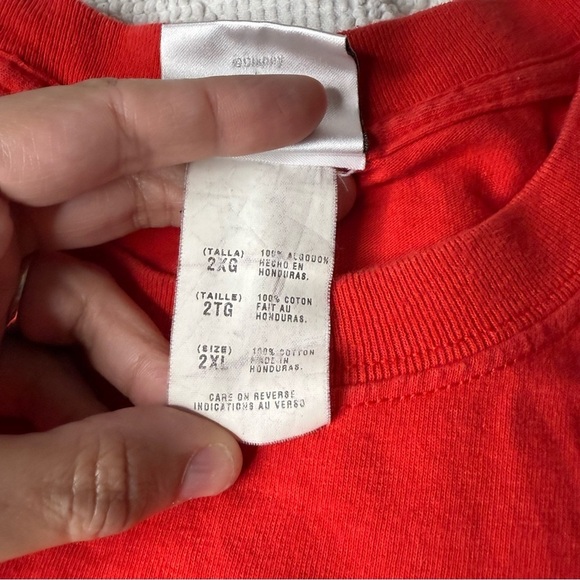 ©Disney
(TALLA) 100% ALGODON
2XG HECHO EN
HONDURAS.
(TAILLE) 100% COTON
2TG FAIT AU
HONDURAS.
(SIZE) 100% COTTON
2XL MADE IN
HONDURAS.
CARE ON REVERSE
INDICATIONS AU VERSO